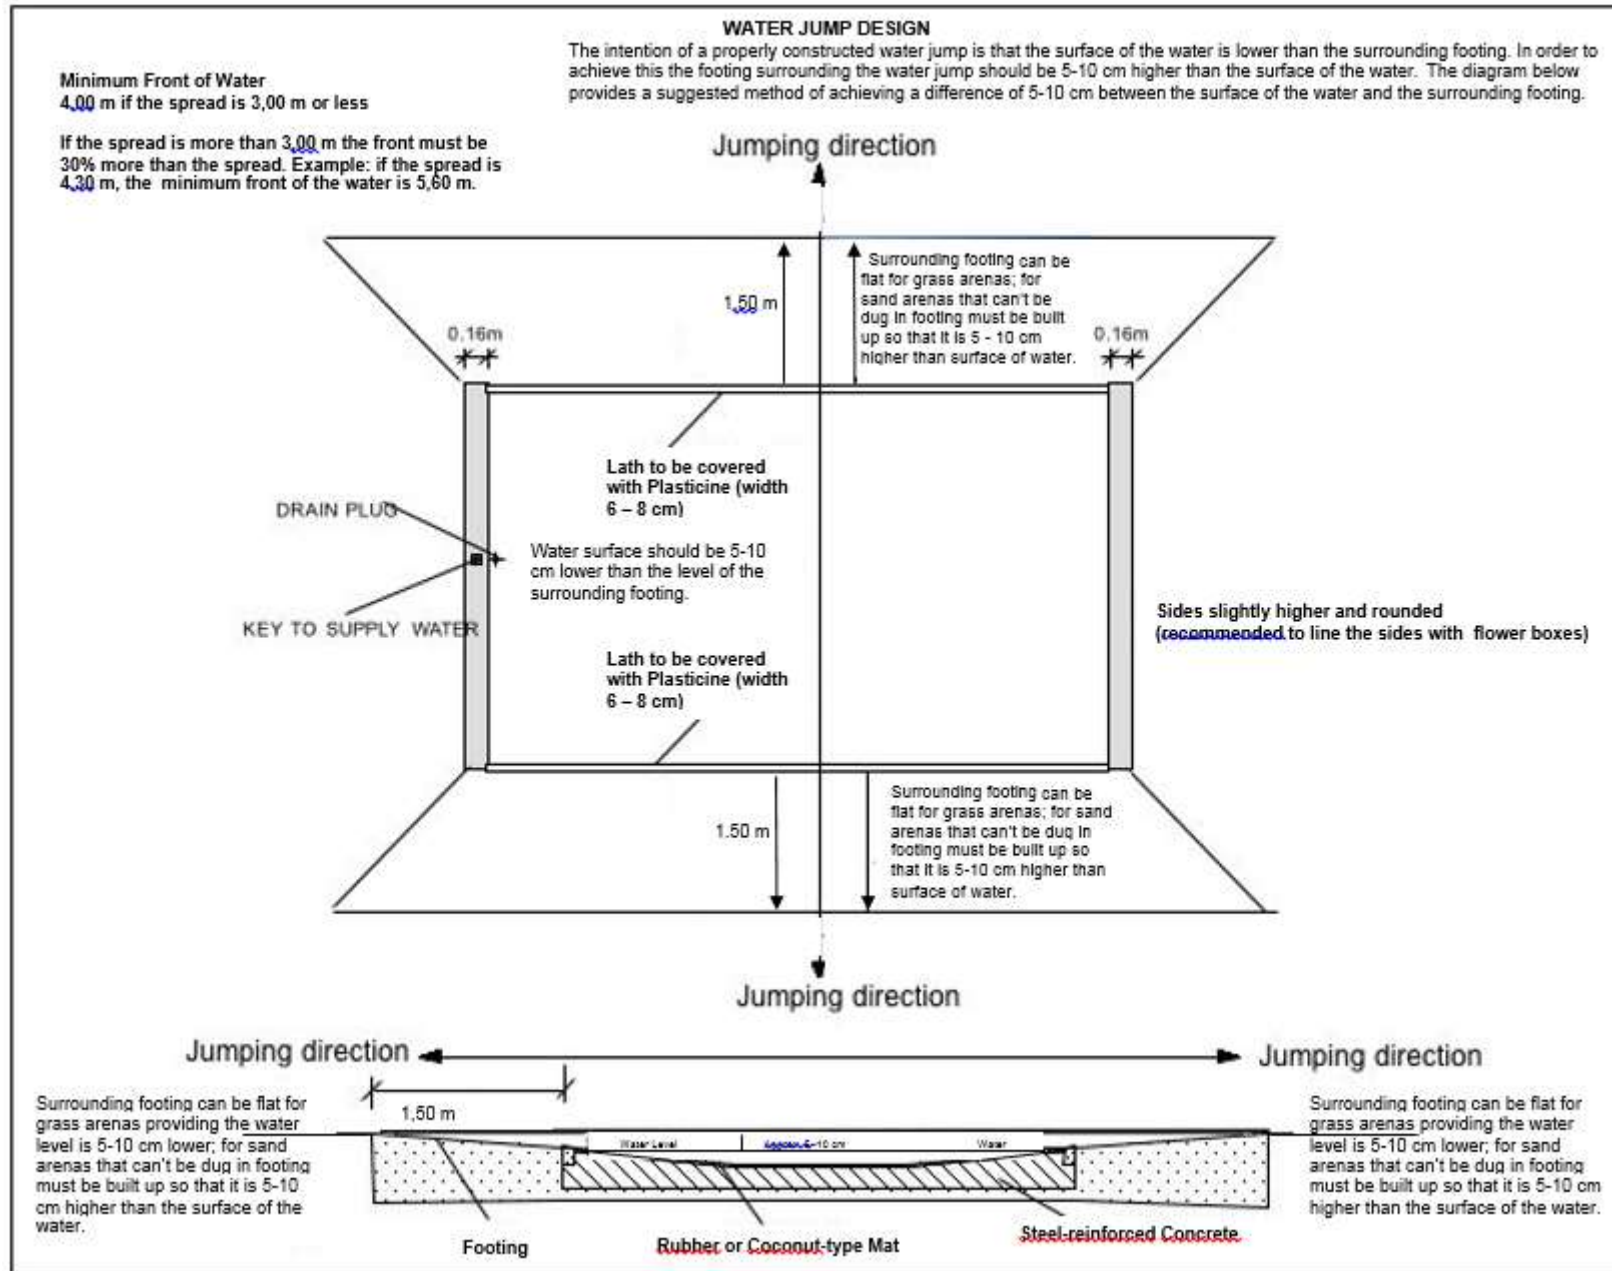 WATER JUMP DESIGN
The intention of a properly constructed water jump is that the surface of the water is lower than the surrounding footing. In order to
achieve this the footing surrounding the water jump should be 5-10 cm higher than the surface of the water. The diagram below
provides a suggested method of achieving a difference of 5-10 cm between the surface of the water and the surrounding footing.
Minimum Front of Water
4,00 m if the spread is 3,00 m or less
If the spread is more than 3,00 m the front must be
30% more than the spread. Example: if the spread is
4,30 m, the minimum front of the water is 5,60 m.
Jumping direction
1,50 m
Surrounding footing can be
flat for grass arenas; for
sand arenas that can't be
dug in footing must be built
up so that it is 5 - 10 cm
higher than surface of water.
0,16m
0,16m
Lath to be covered
with Plasticine (width
6 – 8 cm)
DRAIN PLUG
Water surface should be 5-10
cm lower than the level of the
surrounding footing.
KEY TO SUPPLY WATER
Sides slightly higher and rounded
(recommended to line the sides with flower boxes)
Lath to be covered
with Plasticine (width
6 – 8 cm)
1.50 m
Surrounding footing can be
flat for grass arenas; for sand
arenas that can't be dug in
footing must be built up so
that it is 5-10 cm higher than
surface of water.
Jumping direction
Jumping direction
Jumping direction
Surrounding footing can be flat for
grass arenas providing the water
level is 5-10 cm lower; for sand
arenas that can't be dug in footing
must be built up so that it is 5-10
cm higher than the surface of the
water.
1,50 m
Water Level
10 cm
Water
Surrounding footing can be flat for
grass arenas providing the water
level is 5-10 cm lower; for sand
arenas that can't be dug in footing
must be built up so that it is 5-10 cm
higher than the surface of the water.
Footing
Rubber or Coconut-type Mat
Steel-reinforced Concrete